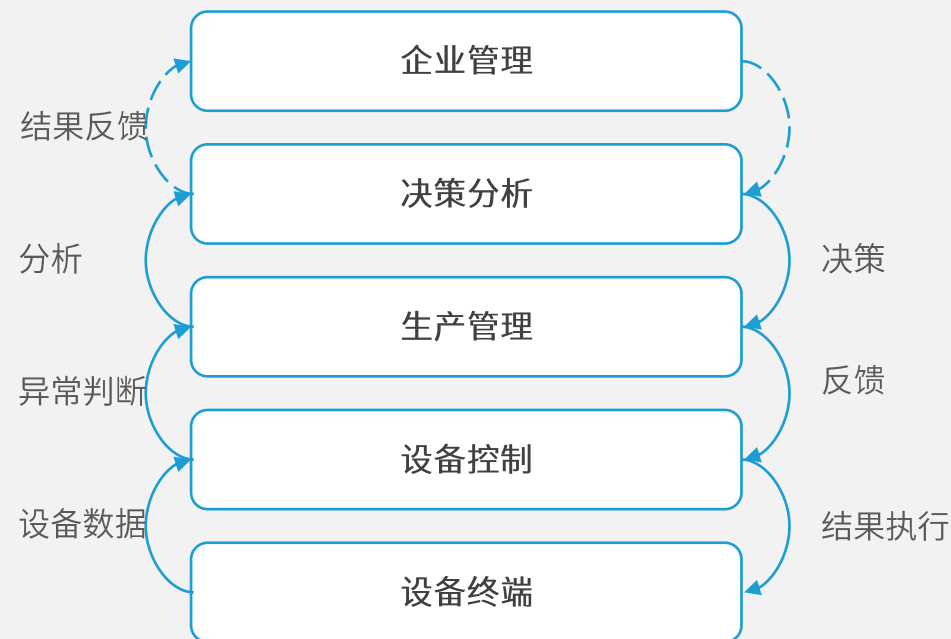 企业管理
结果反馈
决策分析
分析
决策
生产管理
异常判断
反馈
设备控制
设备数据
结果执行
设备终端